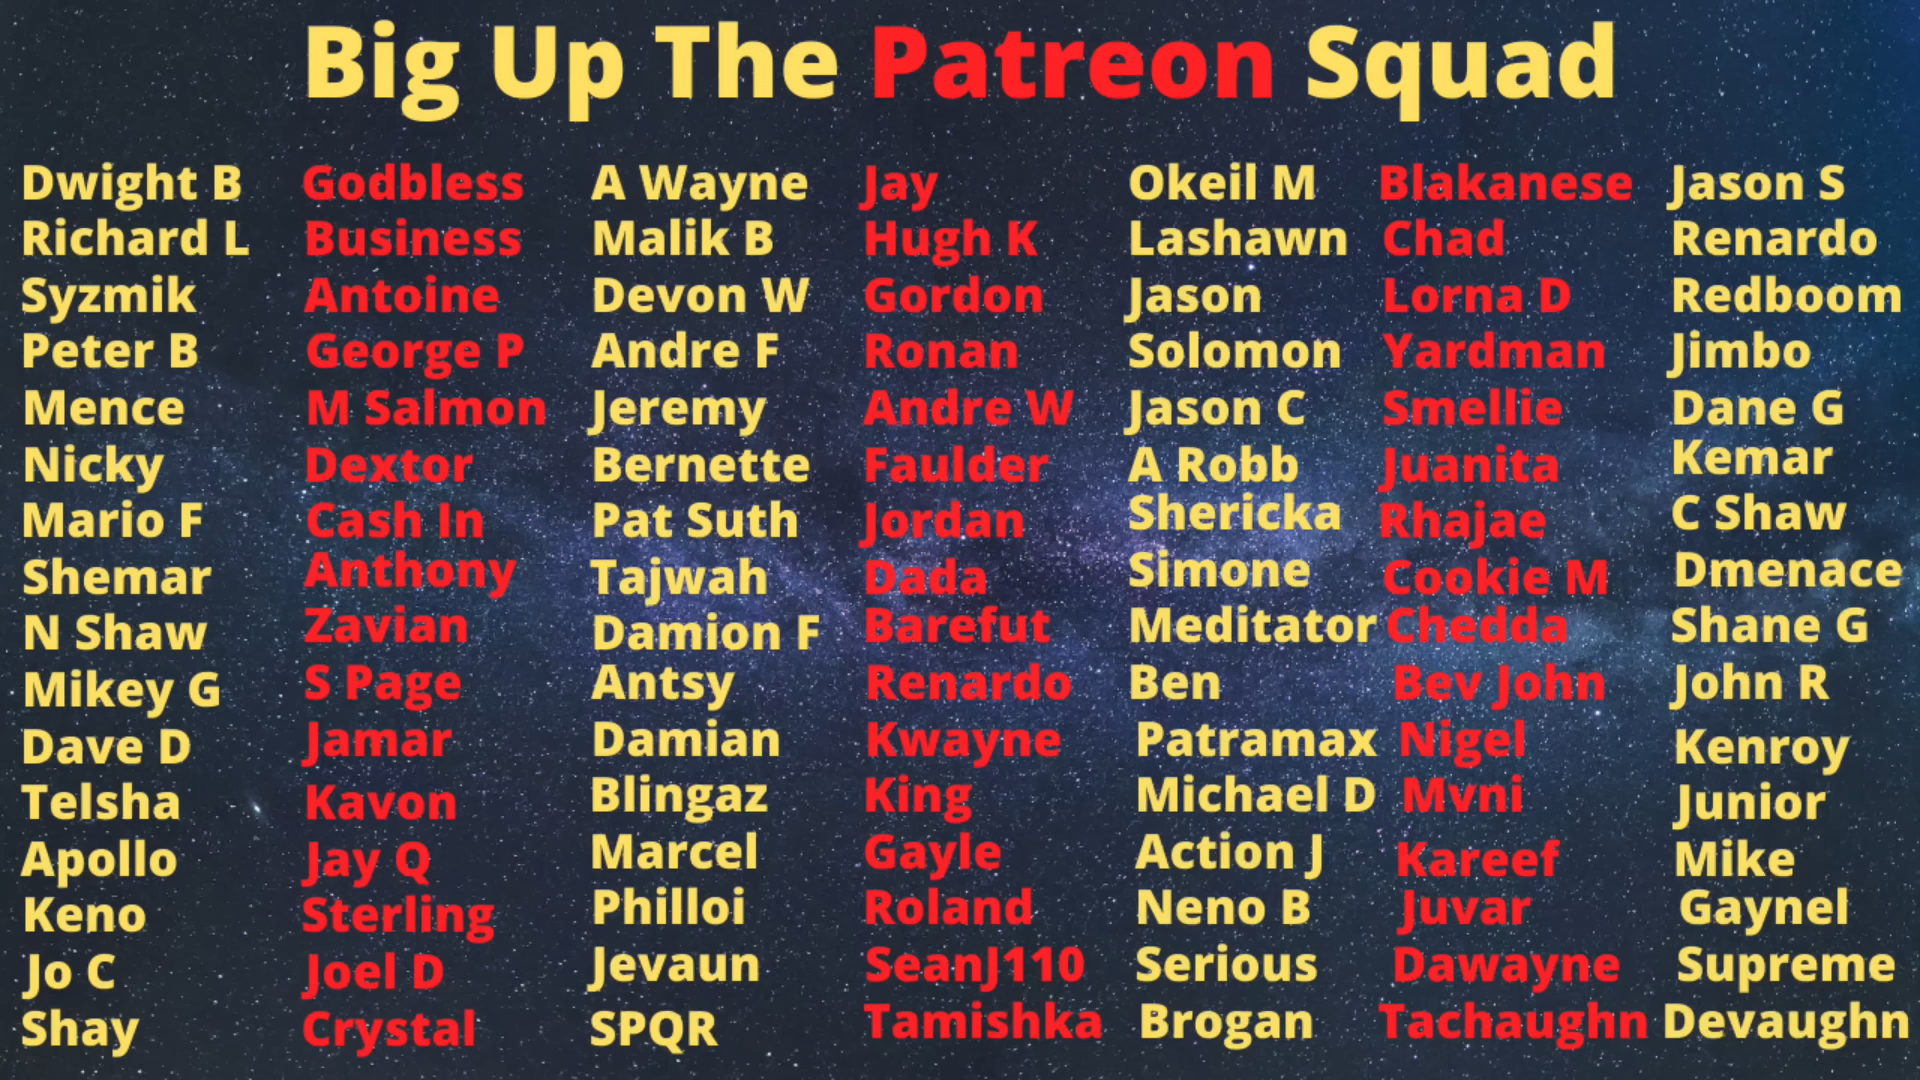 Big Up The Patreon Squad
Dwight B
Richard L
Syzmik
Peter B
Mence
Nicky
Mario F
Shemar
N Shaw
Mikey G
Dave D
Telsha
Apollo
Keno
Jo C
Shay
Godbless
Business
Antoine
George P
M Salmon
Dextor
Cash In
Anthony
Zavian
S Page
Jamar
Kavon
Jay Q
Sterling
Joel D
Crystal
A Wayne
Malik B
Devon W
Andre F
Jeremy
Bernette
Pat Suth
Tajwah
Damion F
Antsy
Damian
Blingaz
Marcel
Philloi
Jevaun
SPQR
Jay
Hugh K
Gordon
Ronan
Andre W
Faulder
Jordan
Dada
Barefut
Renardo
Kwayne
King
Gayle
Roland
SeanJ110
Tamishka
Okeil M
Lashawn
Jason
Solomon
Jason C
A Robb
Shericka
Simone
Meditator
Ben
Patramax
Michael D
Action J
Neno B
Serious
Brogan
Blakanese
Chad
Lorna D
Yardman
Smellie
Juanita
Rhajae
Cookie M
Chedda
Bev John
Nigel
Mvni
Kareef
Juvar
Dawayne
Tachaughn
Jason S
Renardo
Redboom
Jimbo
Dane G
Kemar
C Shaw
Dmenace
Shane G
John R
Kenroy
Junior
Mike
Gaynel
Supreme
Devaughn